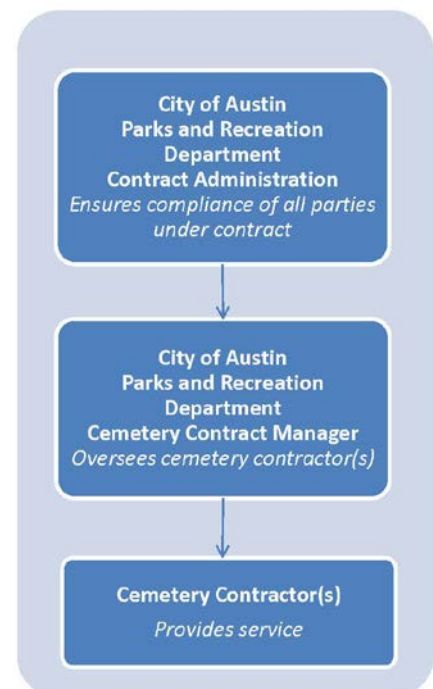 City of Austin
Parks and Recreation
Department
Contract Administration
Ensures compliance of all parties
under contract
City of Austin
Parks and Recreation
Department
Cemetery Contract Manager
Oversees cemetery contractor(s)
Cemetery Contractor(s)
Provides service